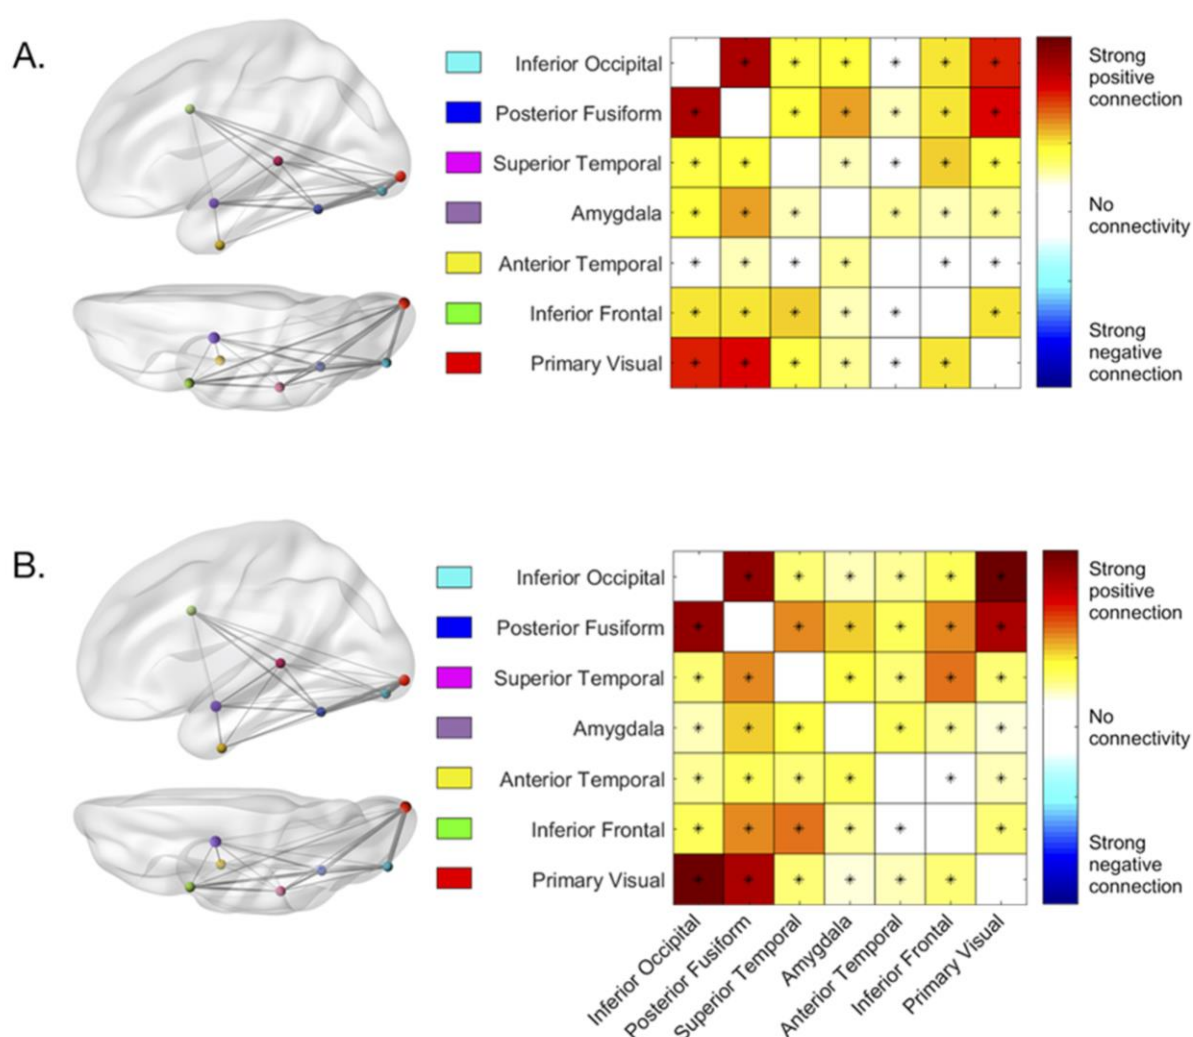 A.
Inferior Occipital
Posterior Fusiform
Superior Temporal
Amygdala
Anterior Temporal
Inferior Frontal
Primary Visual
Strong
positive
connection
No
connectivity
Strong
negative
connection
B.
Inferior Occipital
Posterior Fusiform
Superior Temporal
Amygdala
Anterior Temporal
Inferior Frontal
Primary Visual
Strong
positive
connection
No
connectivity
Strong
negative
connection
Inferior Occipital
Posterior Fusiform
Superior Temporal
Amygdala
Anterior Temporal
Inferior Frontal
Primary Visual